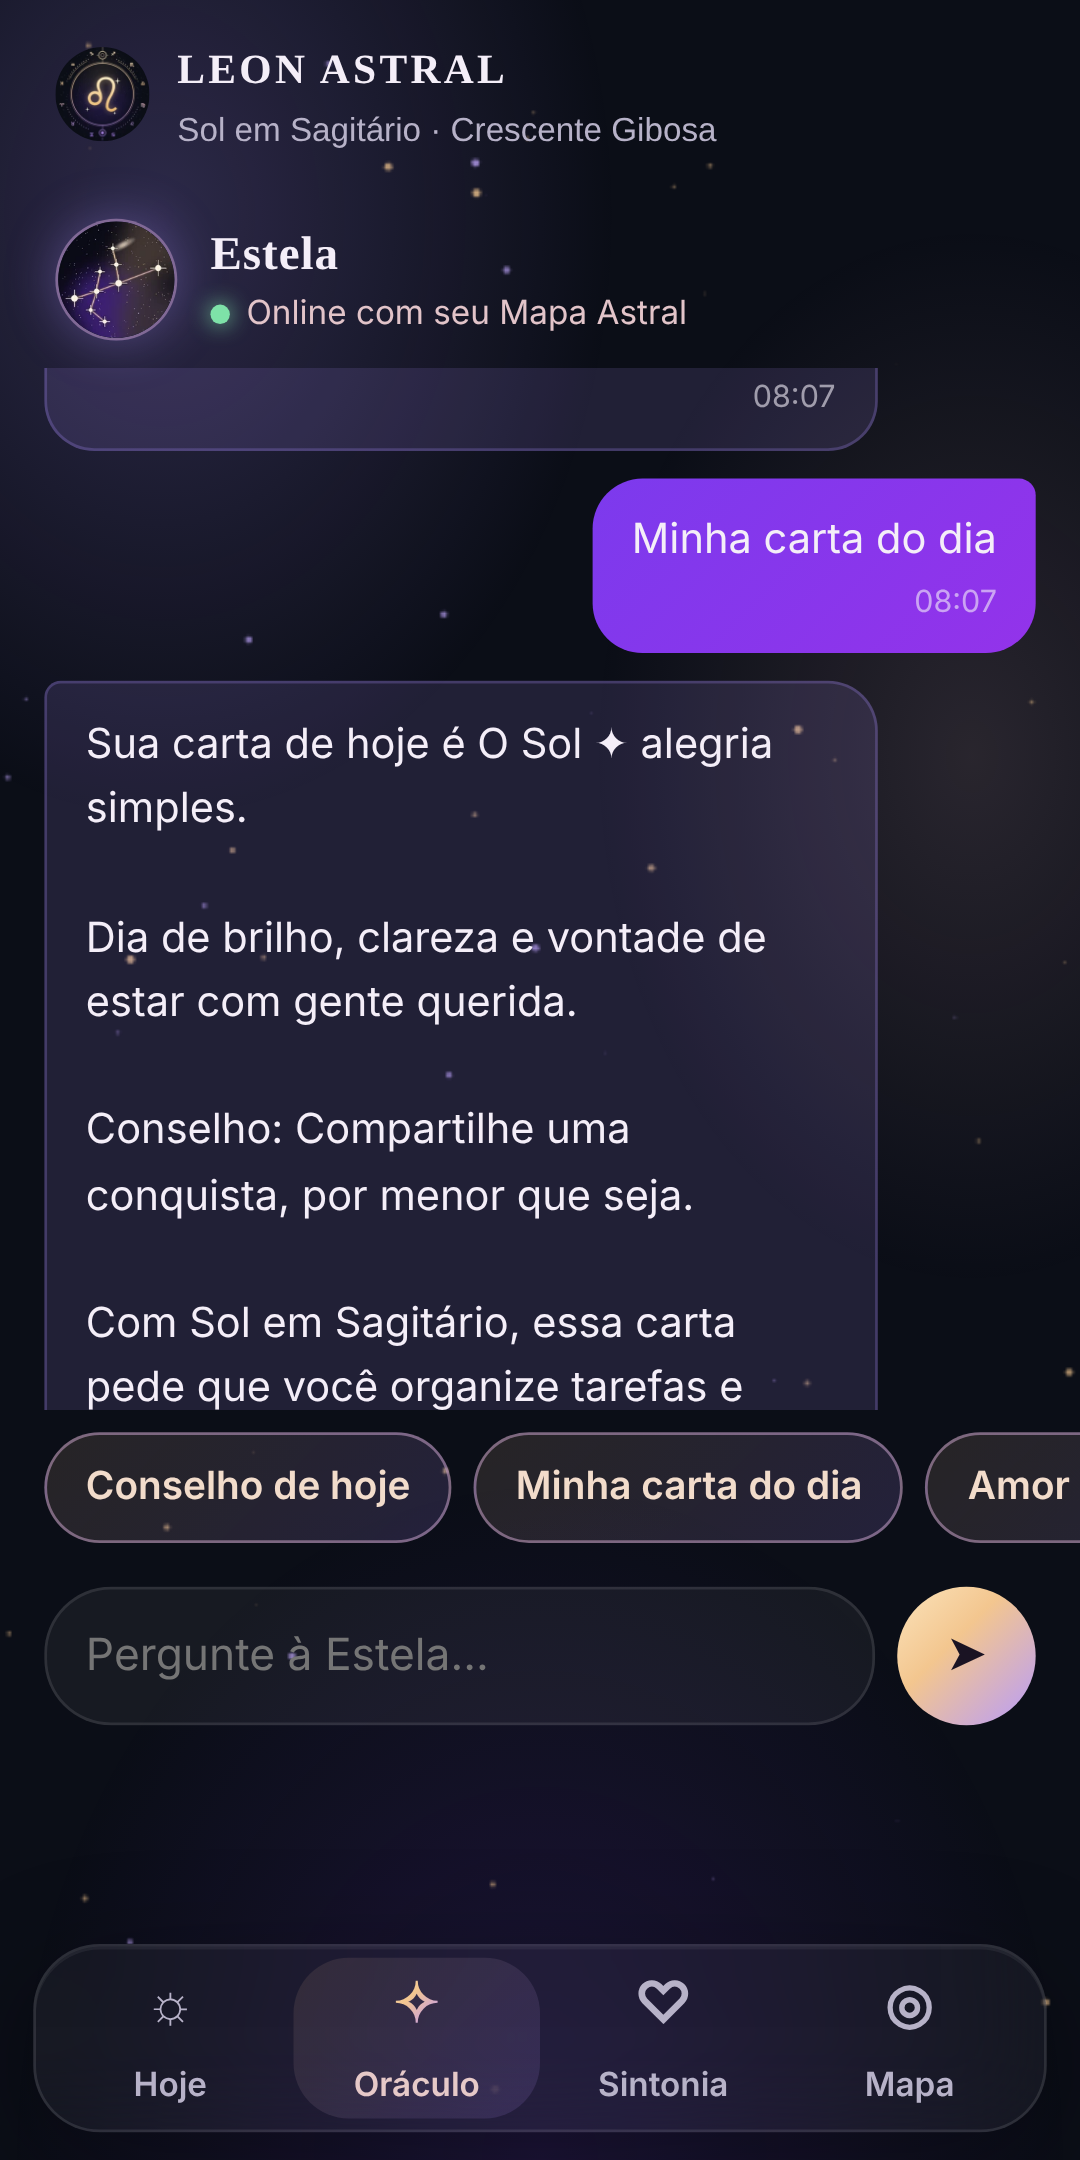 LEON ASTRAL
Sol em Sagitário · Crescente Gibosa
Estela
Online com seu Mapa Astral
08:07
Minha carta do dia
08:07
Sua carta de hoje é O Sol ✦ alegria
simples.
Dia de brilho, clareza e vontade de
estar com gente querida.
Conselho: Compartilhe uma
conquista, por menor que seja.
Com Sol em Sagitário, essa carta
pede que você organize tarefas e
Conselho de hoje
Minha carta do dia
Amor
Pergunte à Estela...
Hoje
Oráculo
Sintonia
Mapa